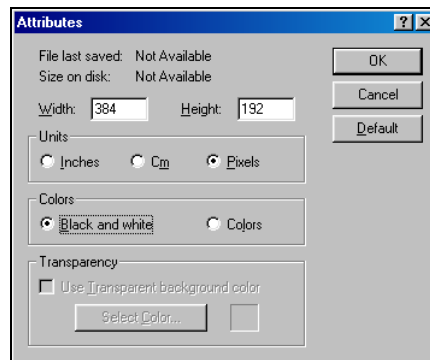 Attributes
File last saved: Not Available
Size on disk: Not Available
Width: 384 Height: 192
Units
Inches Cm Pixels
Colors
Black and white Colors
Transparency
Use Transparent background color
Select Color...
OK
Cancel
Default